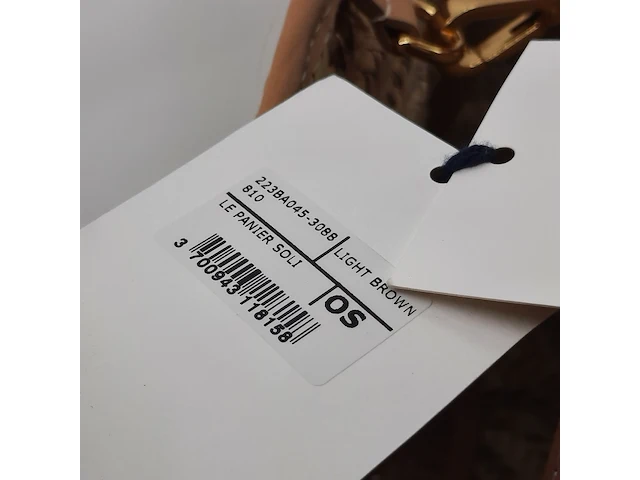 223BA045-3088
810
LIGHT BROWN
LE PANIER SOLI
OS
3 700943 118158